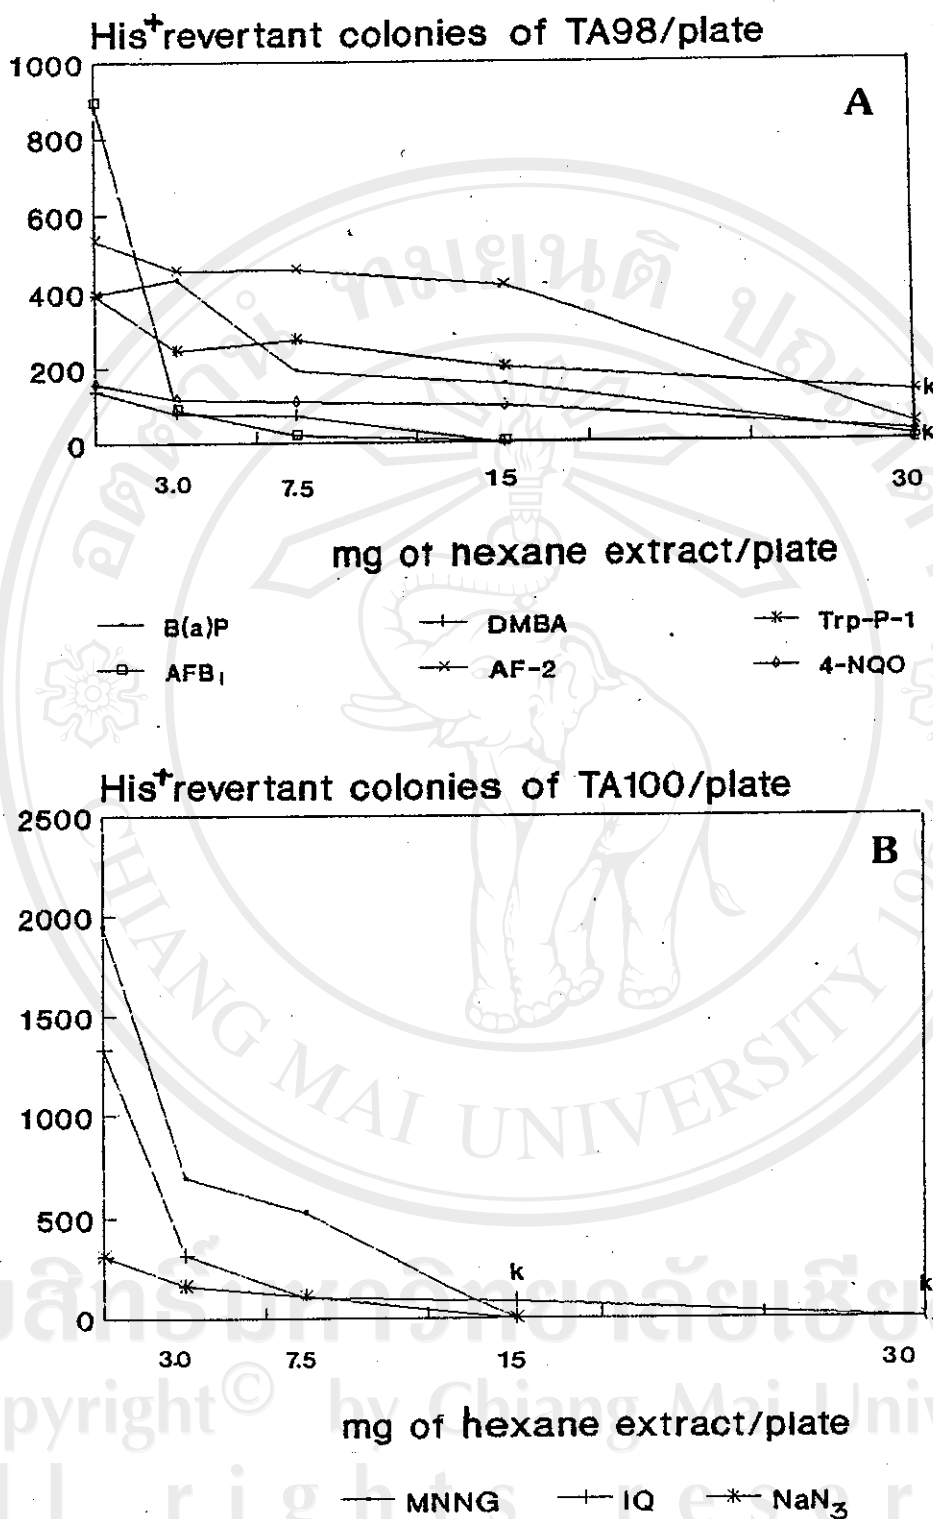 His+revertant colonies of TA98/plate
1000
A
800
600
400
200
k
0
k
3.0 7.5 15 30
mg of hexane extract/plate
B(a)P DMBA Trp-P-1
AFB1 AF-2 4-NQO
His+revertant colonies of TA100/plate
2500
B
2000
1500
1000
500
k
k
0
3.0 7.5 15 30
mg of hexane extract/plate
MNNG IQ NaN3
CHIANG MAI UNIVERSITY
by Chiang Mai